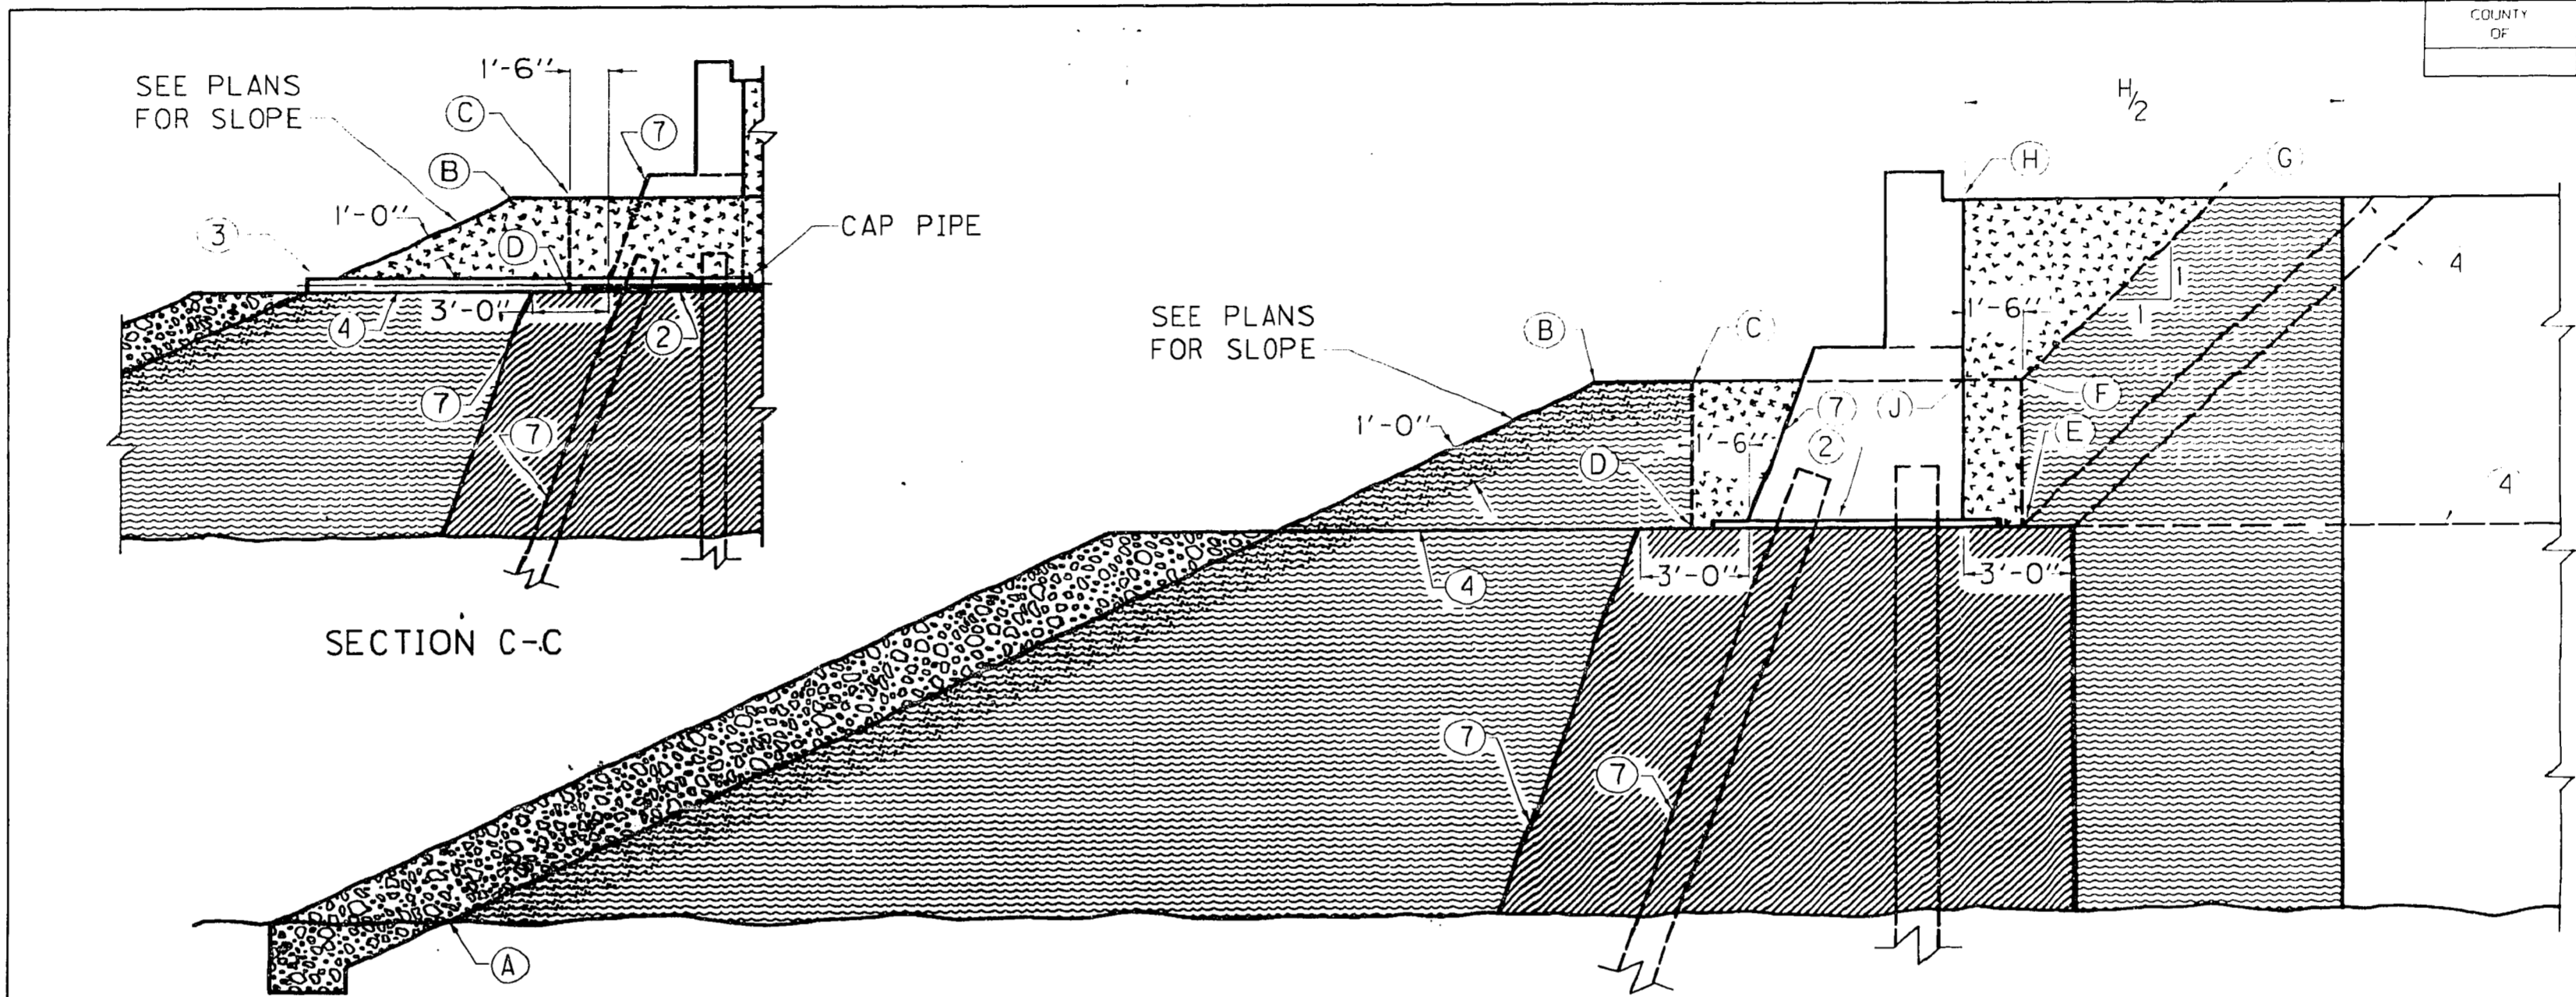 COUNTY
OF
SEE PLANS
FOR SLOPE
1'-6"
C
7
B
1'-0"
3
D
CAP PIPE
4
3'-0"
2
7
7
SECTION C-C
H/2
H
G
1
1
4
1'-6"
SEE PLANS
FOR SLOPE
B
C
1'-0"
7
J
F
1'-6"
2
E
D
4
4
3'-0"
3'-0"
7
7
A